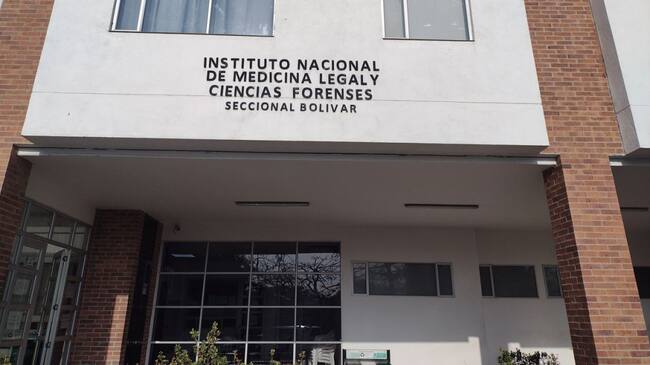 INSTITUTO NACIONAL
DE MEDICINA LEGAL Y
CIENCIAS FORENSES
SECCIONAL BOLIVAR